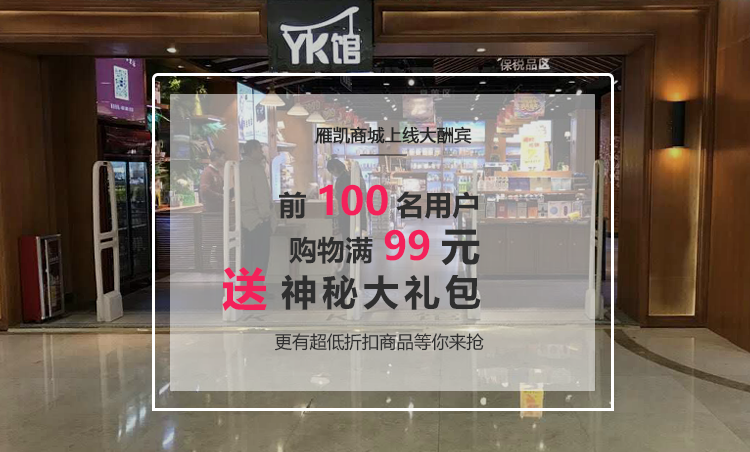 YK馆
保税品区
雁凯商城上线大酬宾
前 100 名用户
购物满 99 元
送 神秘大礼包
更有超低折扣商品等你来抢